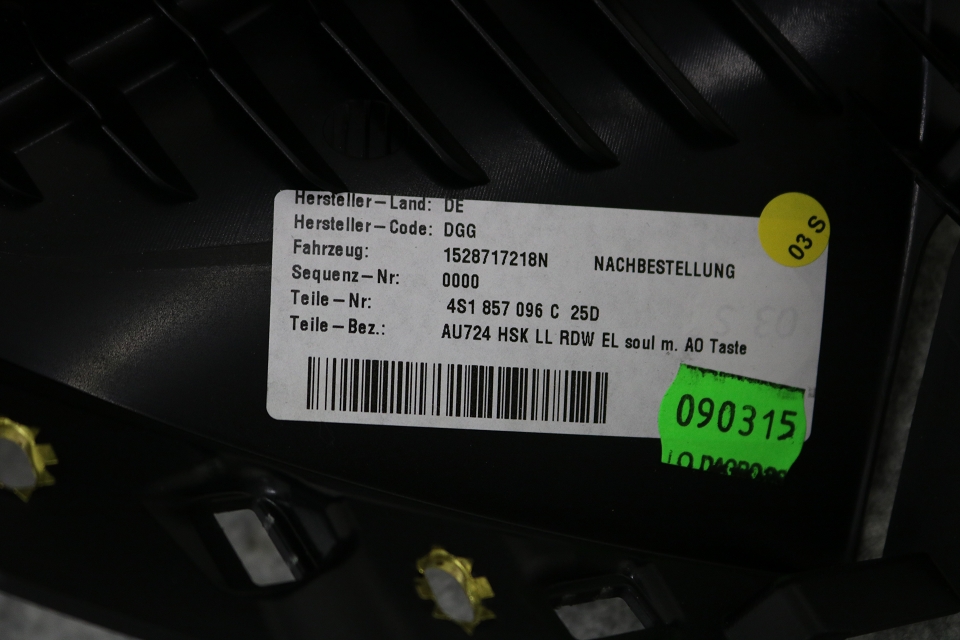 Hersteller-Land: DE
Hersteller-Code: DGG
Fahrzeug: 1528717218N NACHBESTELLUNG
Sequenz-Nr: 0000
Teile-Nr: 4S1 857 096 C 25D
Teile-Bez.: AU724 HSK LL RDW EL soul m. AO Taste
03 S
03 S
090315